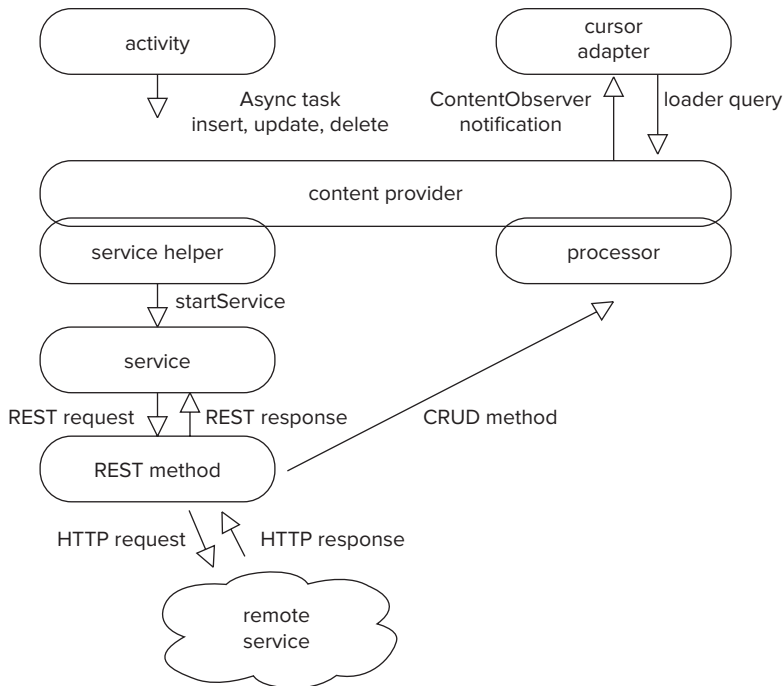 activity
cursor
adapter
Async task
insert, update, delete
ContentObserver
notification
loader query
content provider
service helper
processor
startService
service
REST request
REST response
CRUD method
REST method
HTTP request
HTTP response
remote
service